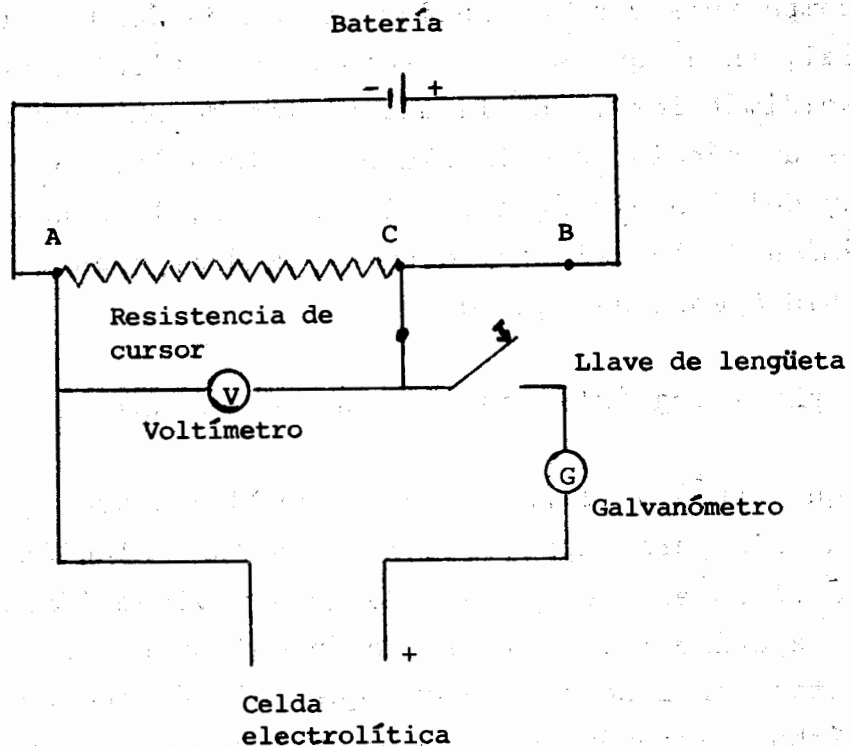 Batería
- +
A
C
B
Resistencia de
cursor
Llave de lengüeta
V
Voltímetro
G
Galvanómetro
+
Celda
electrolítica